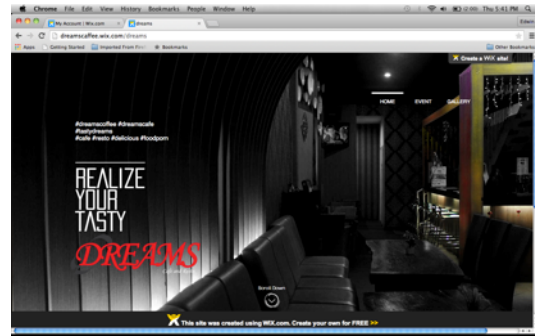 Chrome File Edit View History Bookmarks People Window Help
Thu 5:41 PM
My Account | Wix.com
dreams
Edwin
dreamscaffee.wix.com/dreams
Apps Getting Started Imported From Firef Bookmarks
Other Bookmarks
Create a WiX site!
HOME EVENT GALLERY
#dreamscoffee #dreamscafe
#tastydreams
#cafe #resto #delicious #foodporn
REALIZE
YOUR
TASTY
DREAMS
Scroll Down
This site was created using WIX.com. Create your own for FREE >>